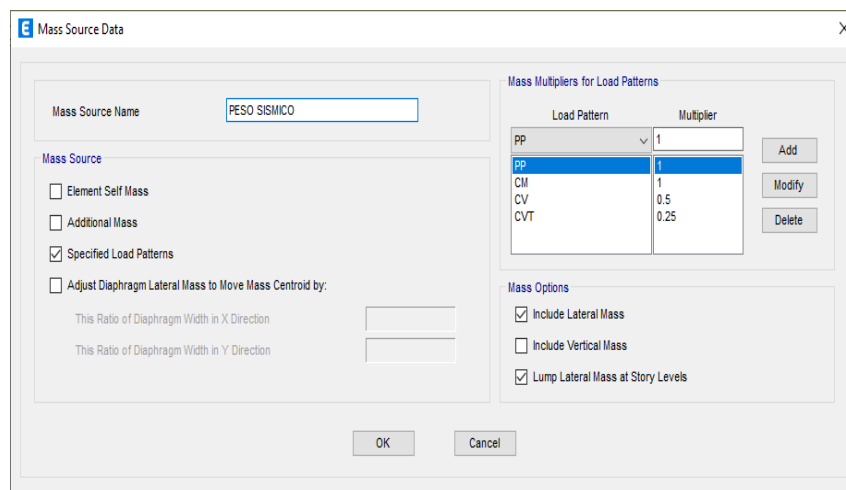 E Mass Source Data X
Mass Source Name PESO SISMICO
Mass Source
Element Self Mass
Additional Mass
Specified Load Patterns
Adjust Diaphragm Lateral Mass to Move Mass Centroid by:
This Ratio of Diaphragm Width in X Direction
This Ratio of Diaphragm Width in Y Direction
Mass Multipliers for Load Patterns
Load Pattern Multiplier
PP 1 Add
PP 1
CM 1 Modify
CV 0.5
CVT 0.25 Delete
Mass Options
Include Lateral Mass
Include Vertical Mass
Lump Lateral Mass at Story Levels
OK Cancel